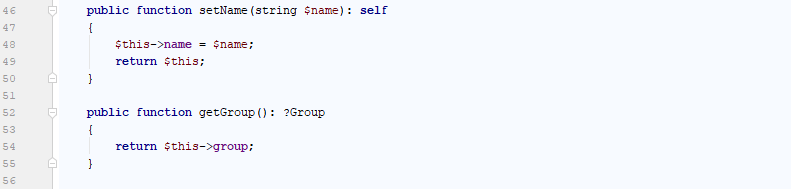 46 public function setName(string $name): self
47 {
48 $this->name = $name;
49 return $this;
50 }
51
52 public function getGroup(): ?Group
53 {
54 return $this->group;
55 }
56